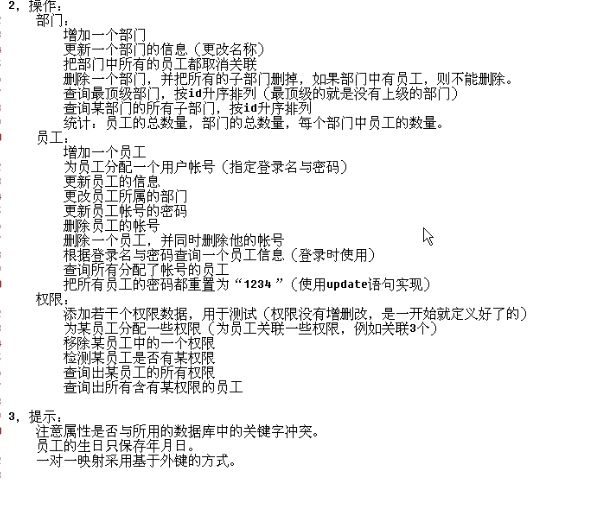 2，操作：
部门：
增加一个部门
更新一个部门的信息（更改名称）
把部门中所有的员工都取消关联
删除一个部门，并把所有的子部门删掉，如果部门中有员工，则不能删除。
查询最顶级部门，按id升序排列（最顶级的就是没有上级的部门）
查询某部门的所有子部门，按id升序排列
统计：员工的总数量，部门的总数量，每个部门中员工的数量。
员工：
增加一个员工
为员工分配一个用户帐号（指定登录名与密码）
更新员工的信息
更改员工所属的部门
更新员工帐号的密码
删除员工的帐号
删除一个员工，并同时删除他的帐号
根据登录名与密码查询一个员工信息（登录时使用）
查询所有分配了帐号的员工
把所有员工的密码都重置为“1234”（使用update语句实现）
权限：
添加若干个权限数据，用于测试（权限没有增删改，是一开始就定义好了的）
为某员工分配一些权限（为员工关联一些权限，例如关联3个）
移除某员工中的一个权限
检测某员工是否有某权限
查询出某员工的所有权限
查询出所有含有某权限的员工
3，提示：
注意属性是否与所用的数据库中的关键字冲突。
员工的生日只保存年月日。
一对一映射采用基于外键的方式。